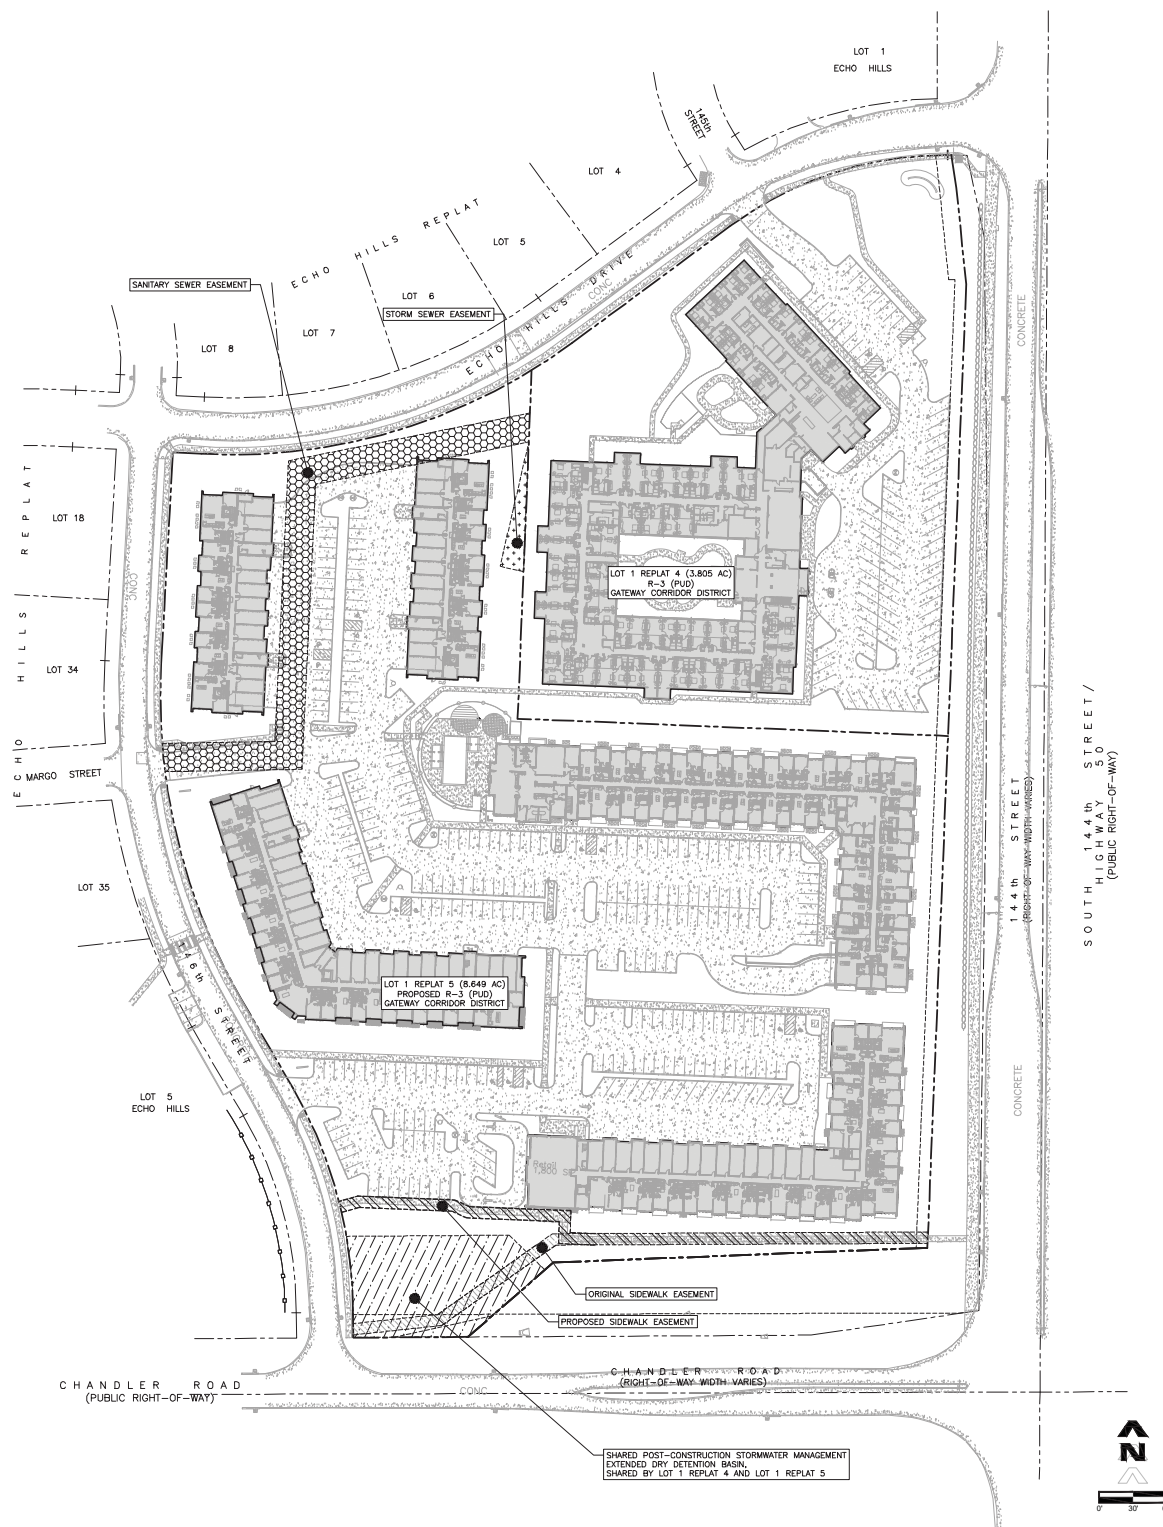 LOT 1
ECHO HILLS
145th
STREET
LOT 4
ECHO HILLS REPLAT
LOT 5
SANITARY SEWER EASEMENT
LOT 6
STORM SEWER EASEMENT
LOT 7
LOT 8
ECHO HILLS DRIVE
CONC
CONCRETE
ECHO HILLS REPLAT
LOT 18
CONC
LOT 1 REPLAT 4 (3.805 AC)
R-3 (PUD)
GATEWAY CORRIDOR DISTRICT
LOT 34
MARGO STREET
SOUTH 144th STREET/
HIGHWAY 50
(PUBLIC RIGHT-OF-WAY)
144th STREET
(RIGHT-OF-WAY WIDTH VARIES)
LOT 35
146th STREET
LOT 1 REPLAT 5 (8.649 AC)
PROPOSED R-3 (PUD)
GATEWAY CORRIDOR DISTRICT
CONCRETE
LOT 5
ECHO HILLS
Retail
1,800 SF
ORIGINAL SIDEWALK EASEMENT
PROPOSED SIDEWALK EASEMENT
CHANDLER ROAD
(PUBLIC RIGHT-OF-WAY)
CHANDLER ROAD
(RIGHT-OF-WAY WIDTH VARIES)
CONC
SHARED POST-CONSTRUCTION STORMWATER MANAGEMENT
EXTENDED DRY DETENTION BASIN,
SHARED BY LOT 1 REPLAT 4 AND LOT 1 REPLAT 5
N
0' 30'